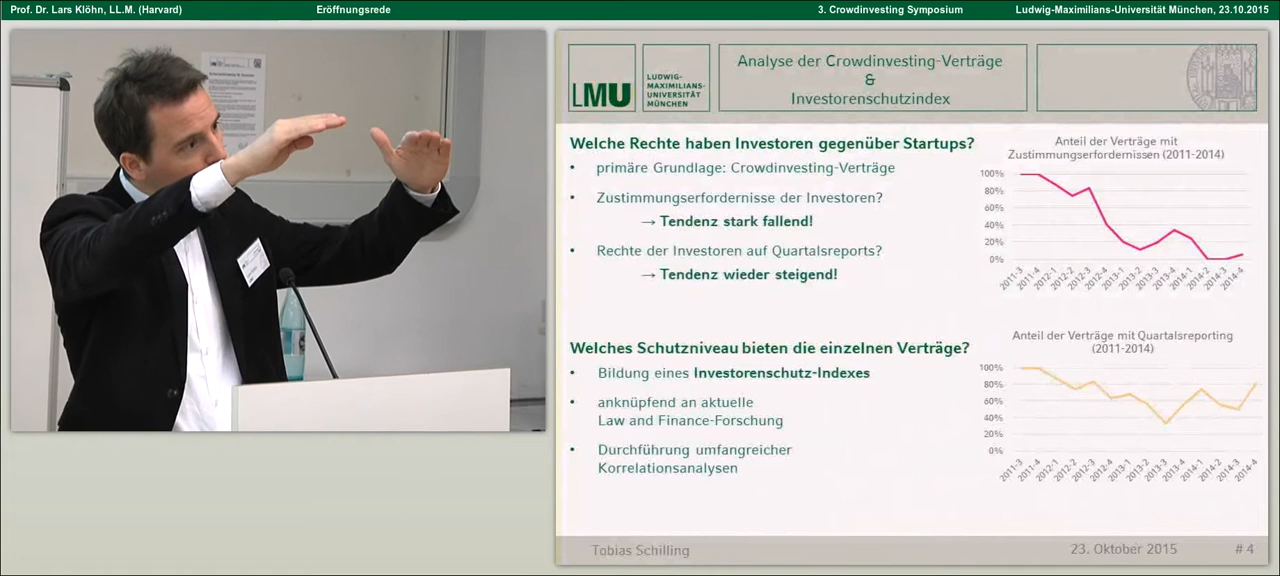 Prof. Dr. Lars Klöhn, LL.M. (Harvard)
Eröffnungsrede
3. Crowdinvesting Symposium
Ludwig-Maximilians-Universität München, 23.10.2015
LMU
LUDWIG-
MAXIMILIANS-
UNIVERSITÄT
MÜNCHEN
Analyse der Crowdinvesting-Verträge
&
Investorenschutzindex
Welche Rechte haben Investoren gegenüber Startups?
• primäre Grundlage: Crowdinvesting-Verträge
• Zustimmungserfordernisse der Investoren?
→ Tendenz stark fallend!
• Rechte der Investoren auf Quartalsreports?
→ Tendenz wieder steigend!
Anteil der Verträge mit
Zustimmungserfordernissen (2011-2014)
100%
80%
60%
40%
20%
0%
2011-3 2011-4 2012-1 2012-2 2012-3 2012-4 2013-1 2013-2 2013-3 2013-4 2014-1 2014-2 2014-3 2014-4
Welches Schutzniveau bieten die einzelnen Verträge?
• Bildung eines Investorenschutz-Indexes
• anknüpfend an aktuelle
Law and Finance-Forschung
• Durchführung umfangreicher
Korrelationsanalysen
Anteil der Verträge mit Quartalsreporting
(2011-2014)
100%
80%
60%
40%
20%
0%
2011-3 2011-4 2012-1 2012-2 2012-3 2012-4 2013-1 2013-2 2013-3 2013-4 2014-1 2014-2 2014-3 2014-4
Tobias Schilling
23. Oktober 2015
# 4